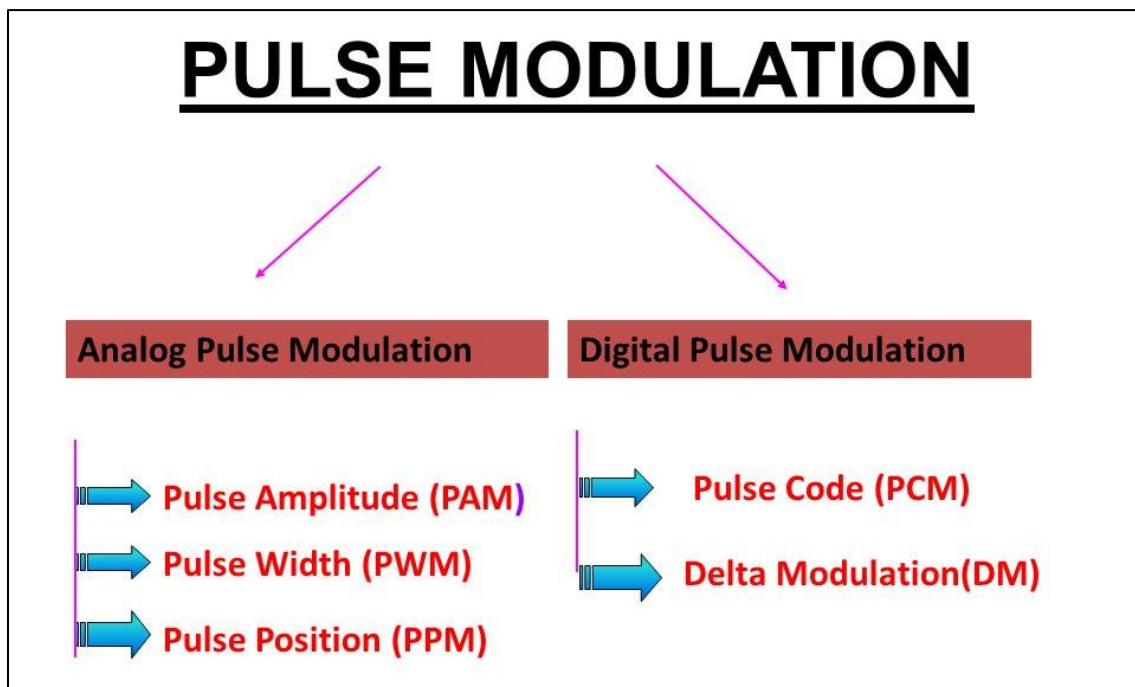 PULSE MODULATION
Analog Pulse Modulation
Pulse Amplitude (PAM)
Pulse Width (PWM)
Pulse Position (PPM)
Digital Pulse Modulation
Pulse Code (PCM)
Delta Modulation(DM)